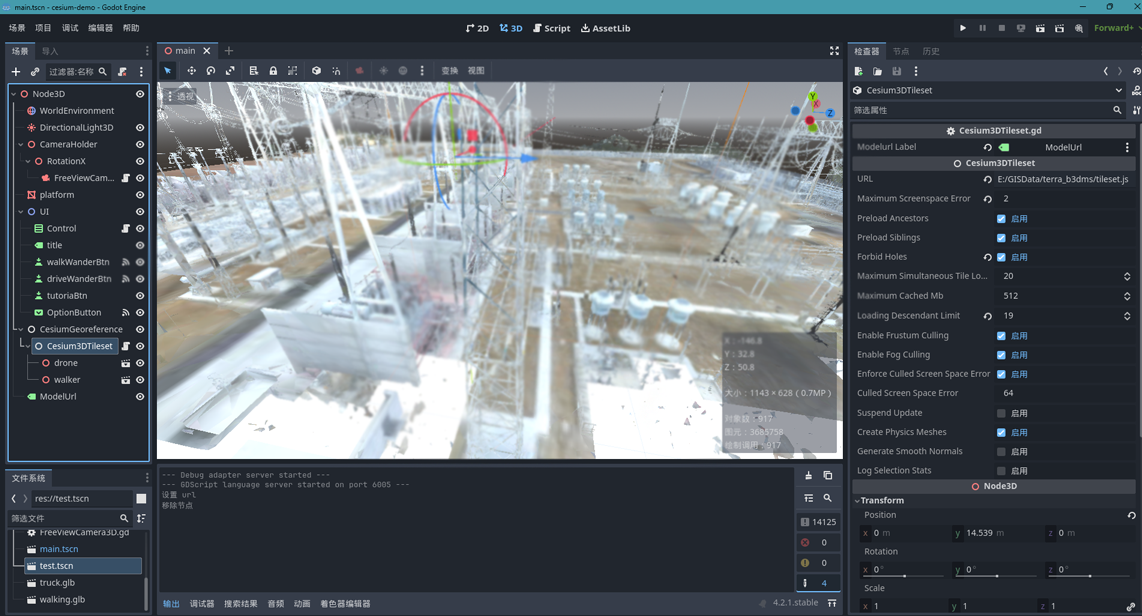 main.tscn - cesium-demo - Godot Engine
场景 项目 调试 编辑器 帮助
2D 3D Script AssetLib
Forward+
场景 导入
过滤器:名称
Node3D
WorldEnvironment
DirectionalLight3D
CameraHolder
RotationX
FreeViewCam...
platform
UI
Control
title
walkWanderBtn
driveWanderBtn
tutoriaBtn
OptionButton
CesiumGeoreference
Cesium3DTileset
drone
walker
ModelUrl
文件系统
res://test.tscn
筛选文件
FreeViewCamera3D.gd
main.tscn
test.tscn
truck.glb
walking.glb
main
变换 视图
透视
Y
X
Z
X: -146.8
Y: 32.8
Z: 50.8
大小: 1143 × 628 (0.7MP)
对象数: 917
图元: 3685758
绘制调用: 917
--- Debug adapter server started ---
--- GDScript language server started on port 6005 ---
设置 url
移除节点
14125
0
0
4
输出 调试器 搜索结果 音频 动画 着色器编辑器
4.2.1.stable
检查器 节点 历史
Cesium3DTileset
筛选属性
Cesium3DTileset.gd
Modelurl Label ModelUrl
Cesium3DTileset
URL E:/GISData/terra_b3dms/tileset.js
Maximum Screenspace Error 2
Preload Ancestors 启用
Preload Siblings 启用
Forbid Holes 启用
Maximum Simultaneous Tile Lo... 20
Maximum Cached Mb 512
Loading Descendant Limit 19
Enable Frustum Culling 启用
Enable Fog Culling 启用
Enforce Culled Screen Space Error 启用
Culled Screen Space Error 64
Suspend Update 启用
Create Physics Meshes 启用
Generate Smooth Normals 启用
Log Selection Stats 启用
Node3D
Transform
Position
x 0 m y 14.539 m z 0 m
Rotation
x 0° y 0° z 0°
Scale
x 1 y 1 z 1